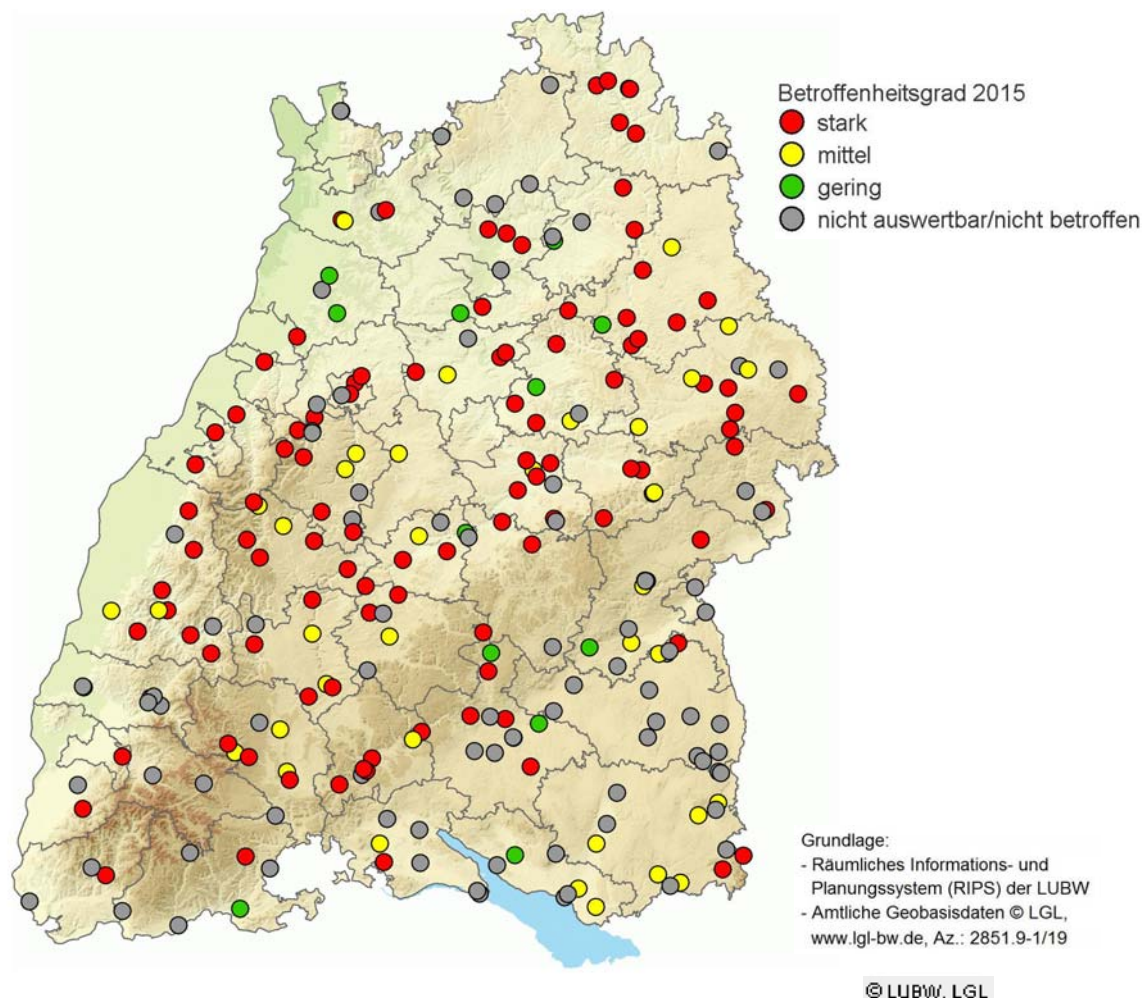 Betroffenheitsgrad 2015
stark
mittel
gering
nicht auswertbar/nicht betroffen
Grundlage:
- Räumliches Informations- und
Planungssystem (RIPS) der LUBW
- Amtliche Geobasisdaten © LGL,
www.lgl-bw.de, Az.: 2851.9-1/19
© LUBW, LGL